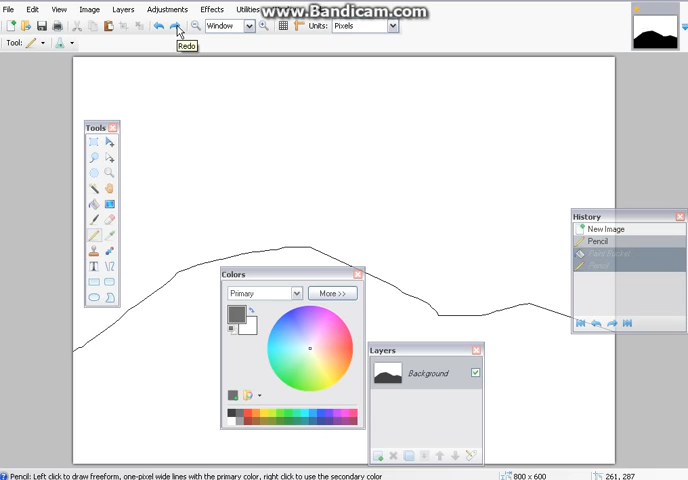 www.Bandicam.com
File Edit View Image Layers Adjustments Effects Utilities
Window Units: Pixels
Tool: Redo
Tools
History
New Image
Pencil
Paint Bucket
Pencil
Colors
Primary More >>
Layers
Background
Pencil: Left click to draw freeform, one-pixel wide lines with the primary color, right click to use the secondary color
800 x 600
261, 287